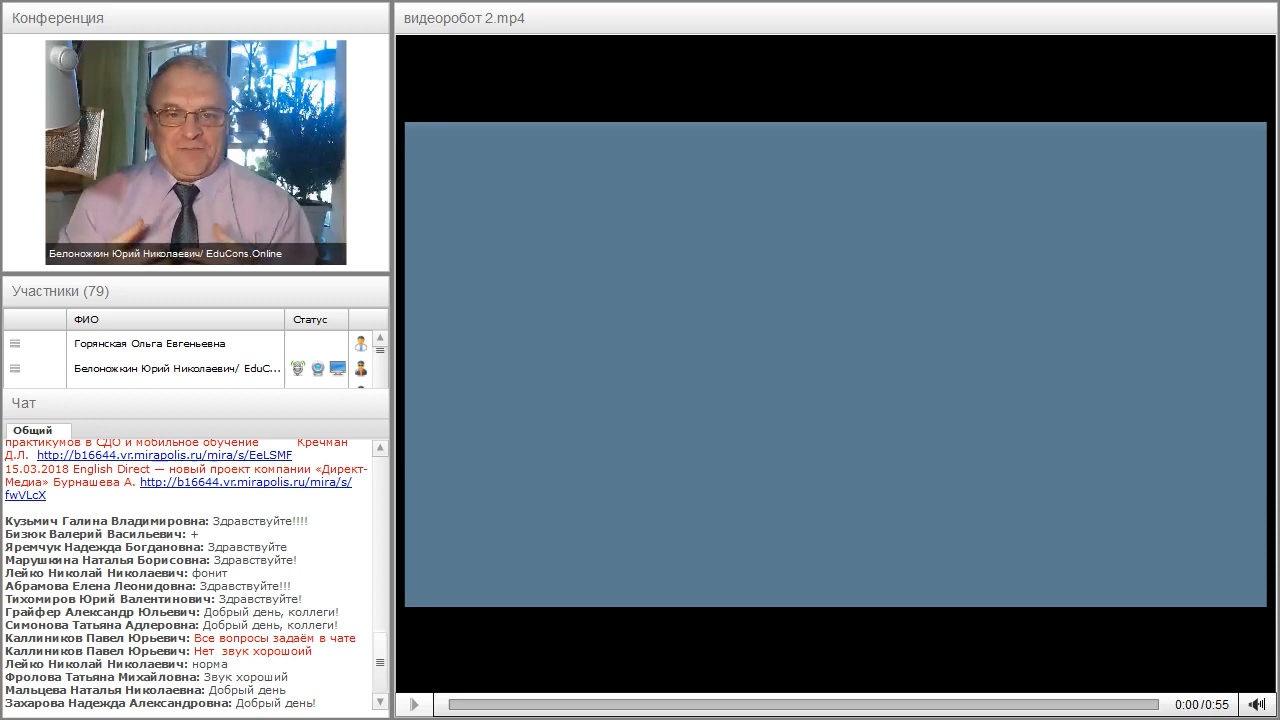 Конференция
Белоножкин Юрий Николаевич/ EduCons.Online
Участники (79)
ФИО
Статус
Горянская Ольга Евгеньевна
Белоножкин Юрий Николаевич/ EduC...
Чат
Общий
практикумов в СДО и мобильное обучение Кречман
Д.Л. http://b16644.vr.mirapolis.ru/mira/s/EeLSMF
15.03.2018 English Direct — новый проект компании «Директ-
Медиа» Бурнашева А. http://b16644.vr.mirapolis.ru/mira/s/
fwVLcX
Кузьмич Галина Владимировна: Здравствуйте!!!!
Бизюк Валерий Васильевич: +
Яремчук Надежда Богдановна: Здравствуйте
Марушкина Наталья Борисовна: Здравствуйте!
Лейко Николай Николаевич: фонит
Абрамова Елена Леонидовна: Здравствуйте!!!
Тихомиров Юрий Валентинович: Здравствуйте!
Грайфер Александр Юльевич: Добрый день, коллеги!
Симонова Татьяна Адлеровна: Добрый день, коллеги!
Каллиников Павел Юрьевич: Все вопросы задаём в чате
Каллиников Павел Юрьевич: Нет звук хорошоий
Лейко Николай Николаевич: норма
Фролова Татьяна Михайловна: Звук хороший
Мальцева Наталья Николаевна: Добрый день
Захарова Надежда Александровна: Добрый день!
видеоробот 2.mp4
0:00/0:55